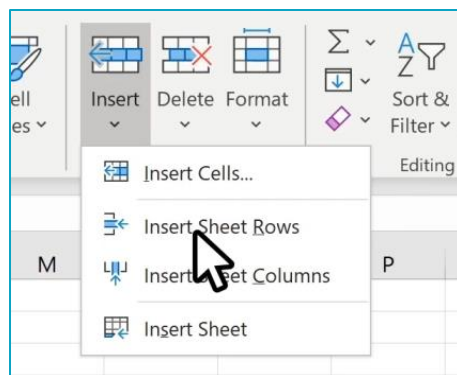 ell Insert Delete Format Sort &
es Filter
Editing
Insert Cells...
Insert Sheet Rows
Insert Sheet Columns
Insert Sheet
M P